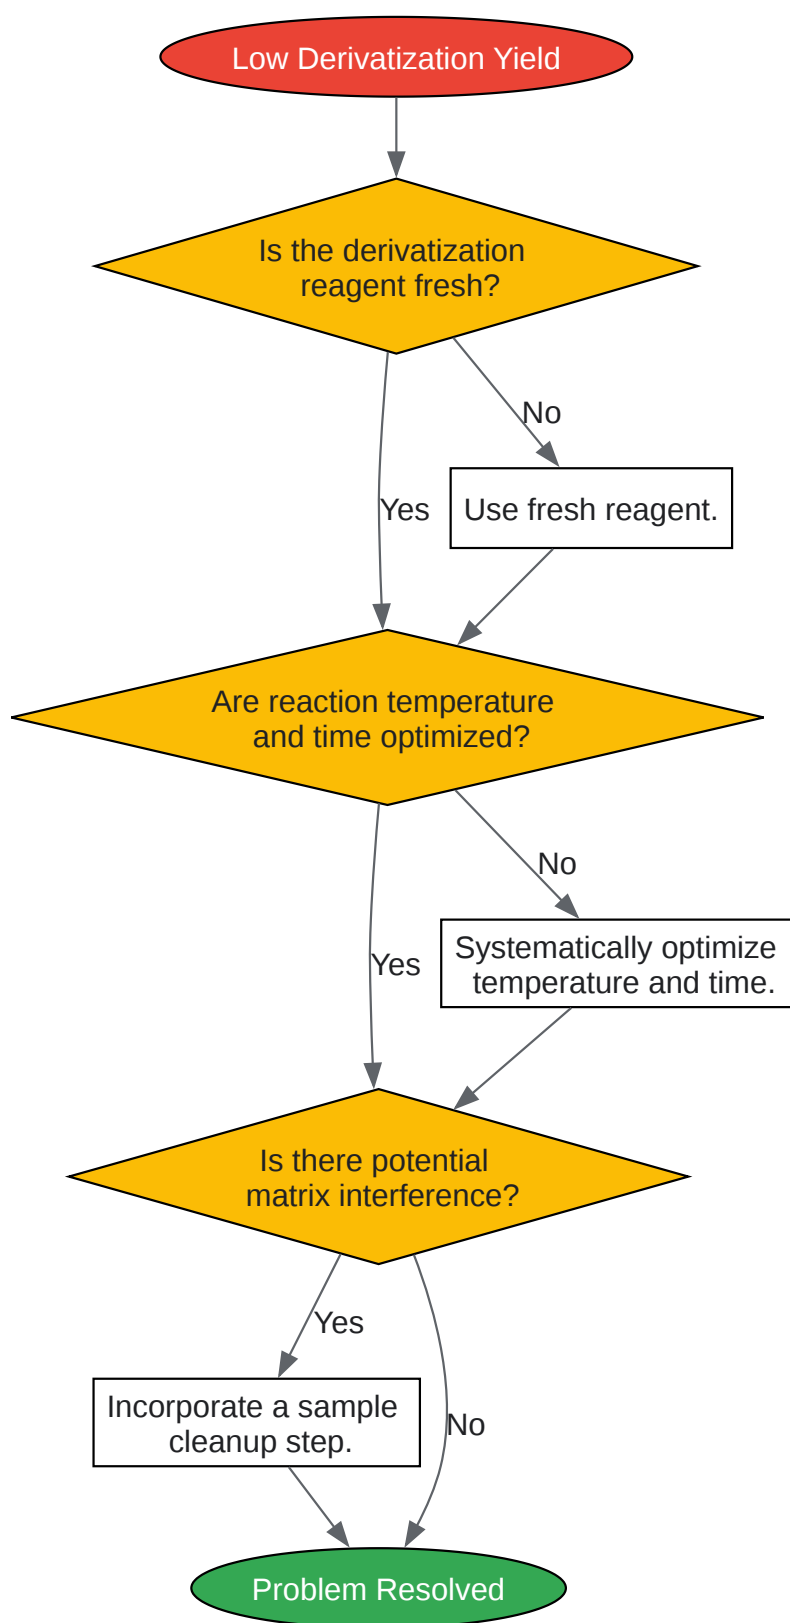 Low Derivatization Yield
Is the derivatization
reagent fresh?
No
Yes
Use fresh reagent.
Are reaction temperature
and time optimized?
No
Yes
Systematically optimize
temperature and time.
Is there potential
matrix interference?
Yes
No
Incorporate a sample
cleanup step.
Problem Resolved